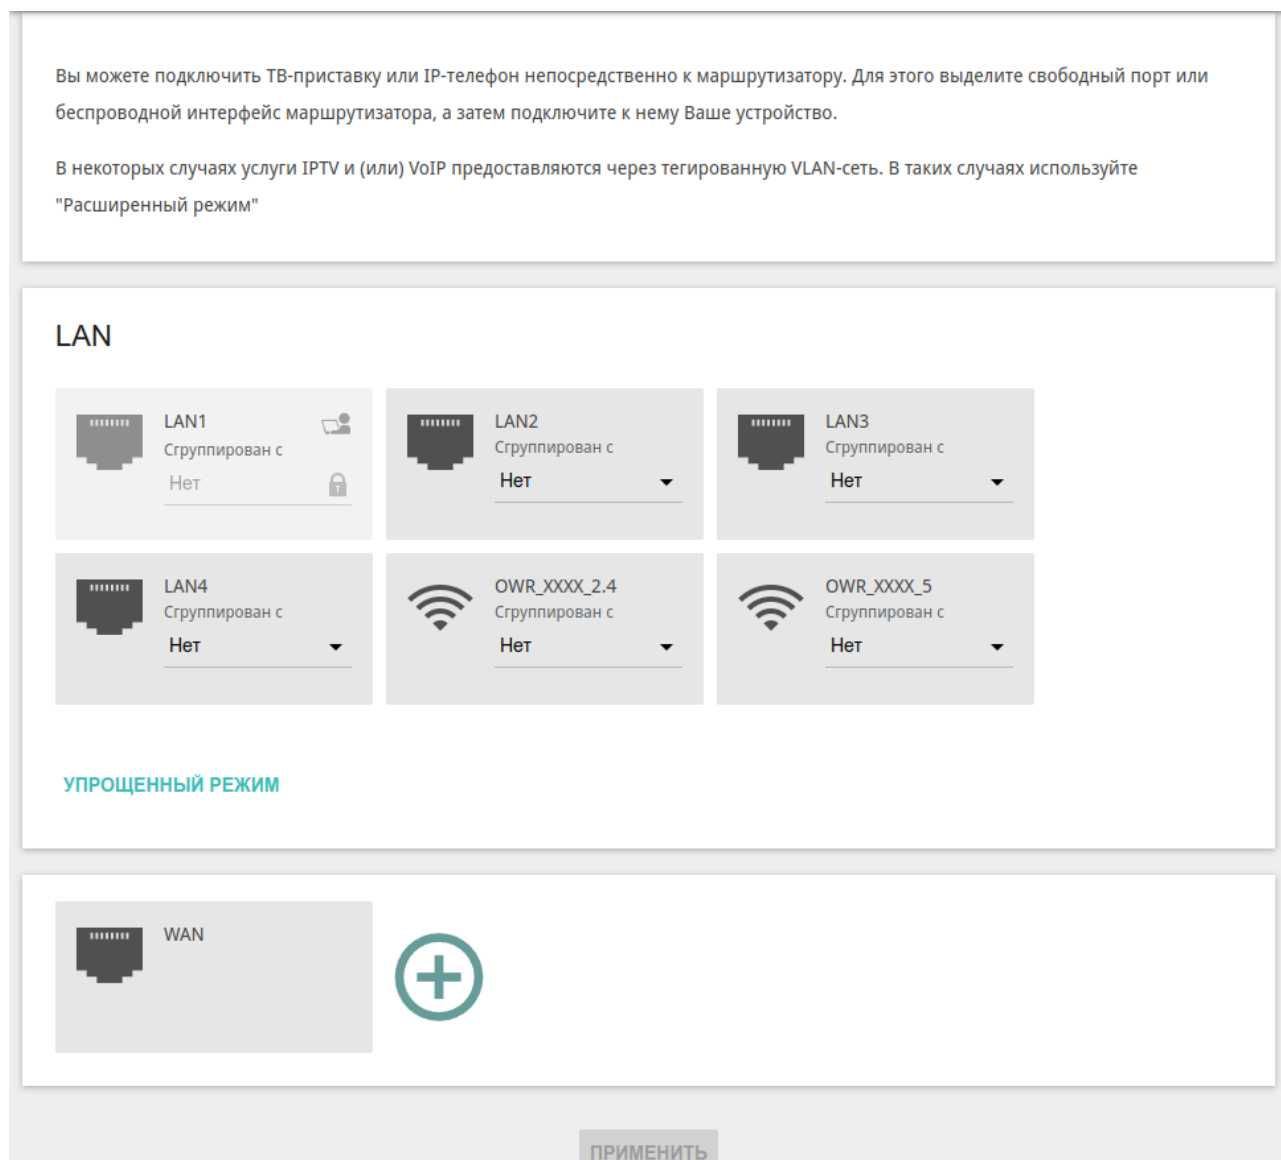 Вы можете подключить ТВ-приставку или IP-телефон непосредственно к маршрутизатору. Для этого выделите свободный порт или
беспроводной интерфейс маршрутизатора, а затем подключите к нему Ваше устройство.
В некоторых случаях услуги IPTV и (или) VoIP предоставляются через тегированную VLAN-сеть. В таких случаях используйте
"Расширенный режим"
LAN
LAN1
Сгруппирован с
Нет
LAN2
Сгруппирован с
Нет
LAN3
Сгруппирован с
Нет
LAN4
Сгруппирован с
Нет
OWR_XXXX_2.4
Сгруппирован с
Нет
OWR_XXXX_5
Сгруппирован с
Нет
УПРОЩЕННЫЙ РЕЖИМ
WAN
ПРИМЕНИТЬ